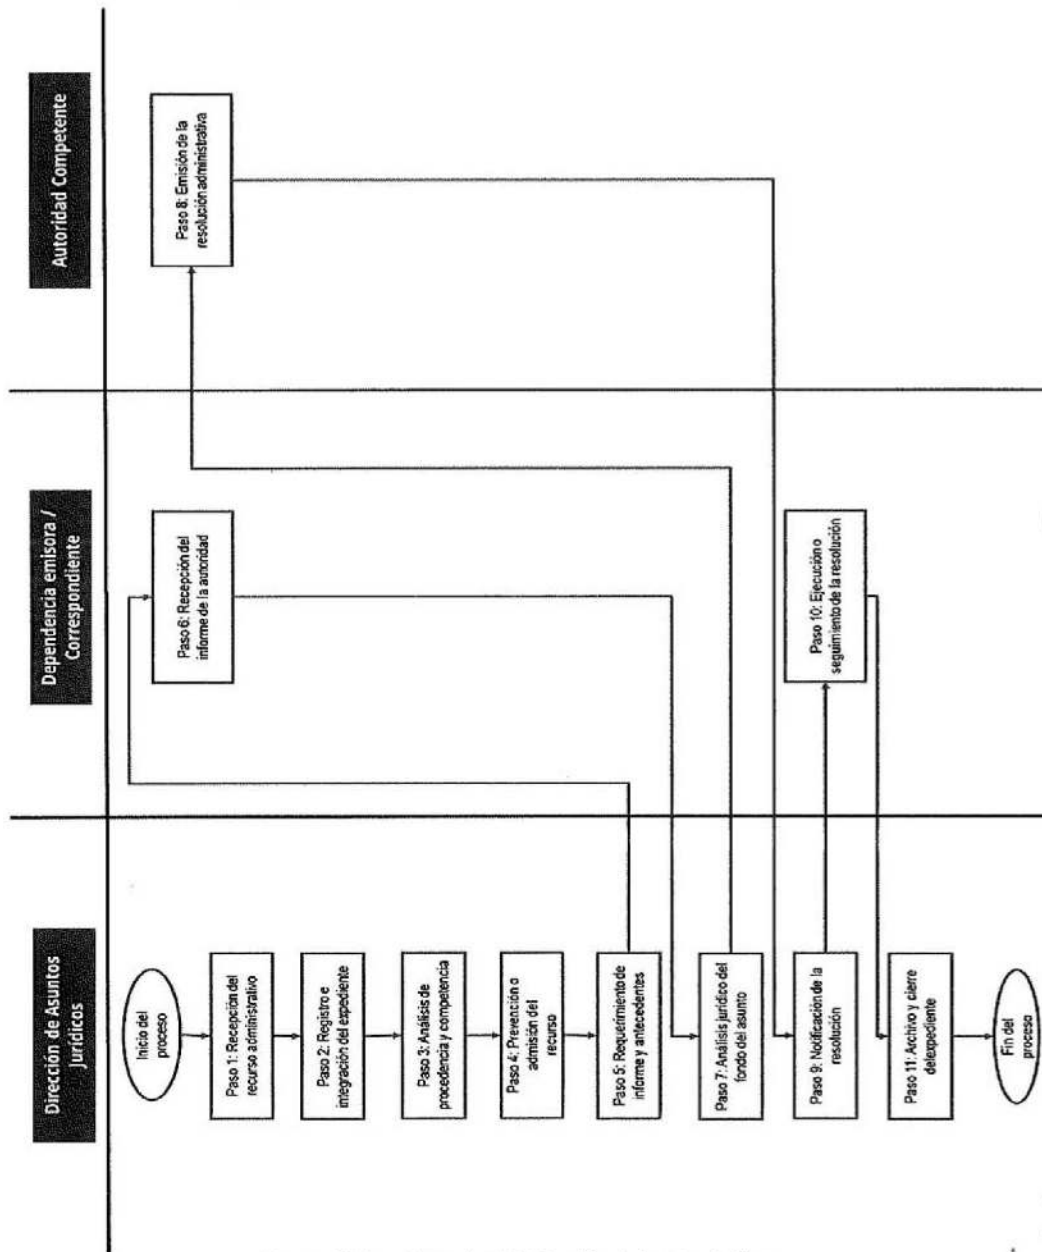 Dirección de Asuntos
Jurídicos
Dependencia emisora /
Correspondiente
Autoridad Competente
Inicio del
proceso
Paso 1: Recepción del
recurso administrativo
Paso 2: Registro e
integración del expediente
Paso 3: Análisis de
procedencia y competencia
Paso 4: Prevención o
admisión del
recurso
Paso 5: Requerimiento de
informe y antecedentes
Paso 6: Recepción del
informe de la autoridad
Paso 7: Análisis jurídico del
fondo del asunto
Paso 8: Emisión de la
resolución administrativa
Paso 9: Notificación de la
resolución
Paso 10: Ejecución o
seguimiento de la resolución
Paso 11: Archivo y cierre
del expediente
Fin del
proceso